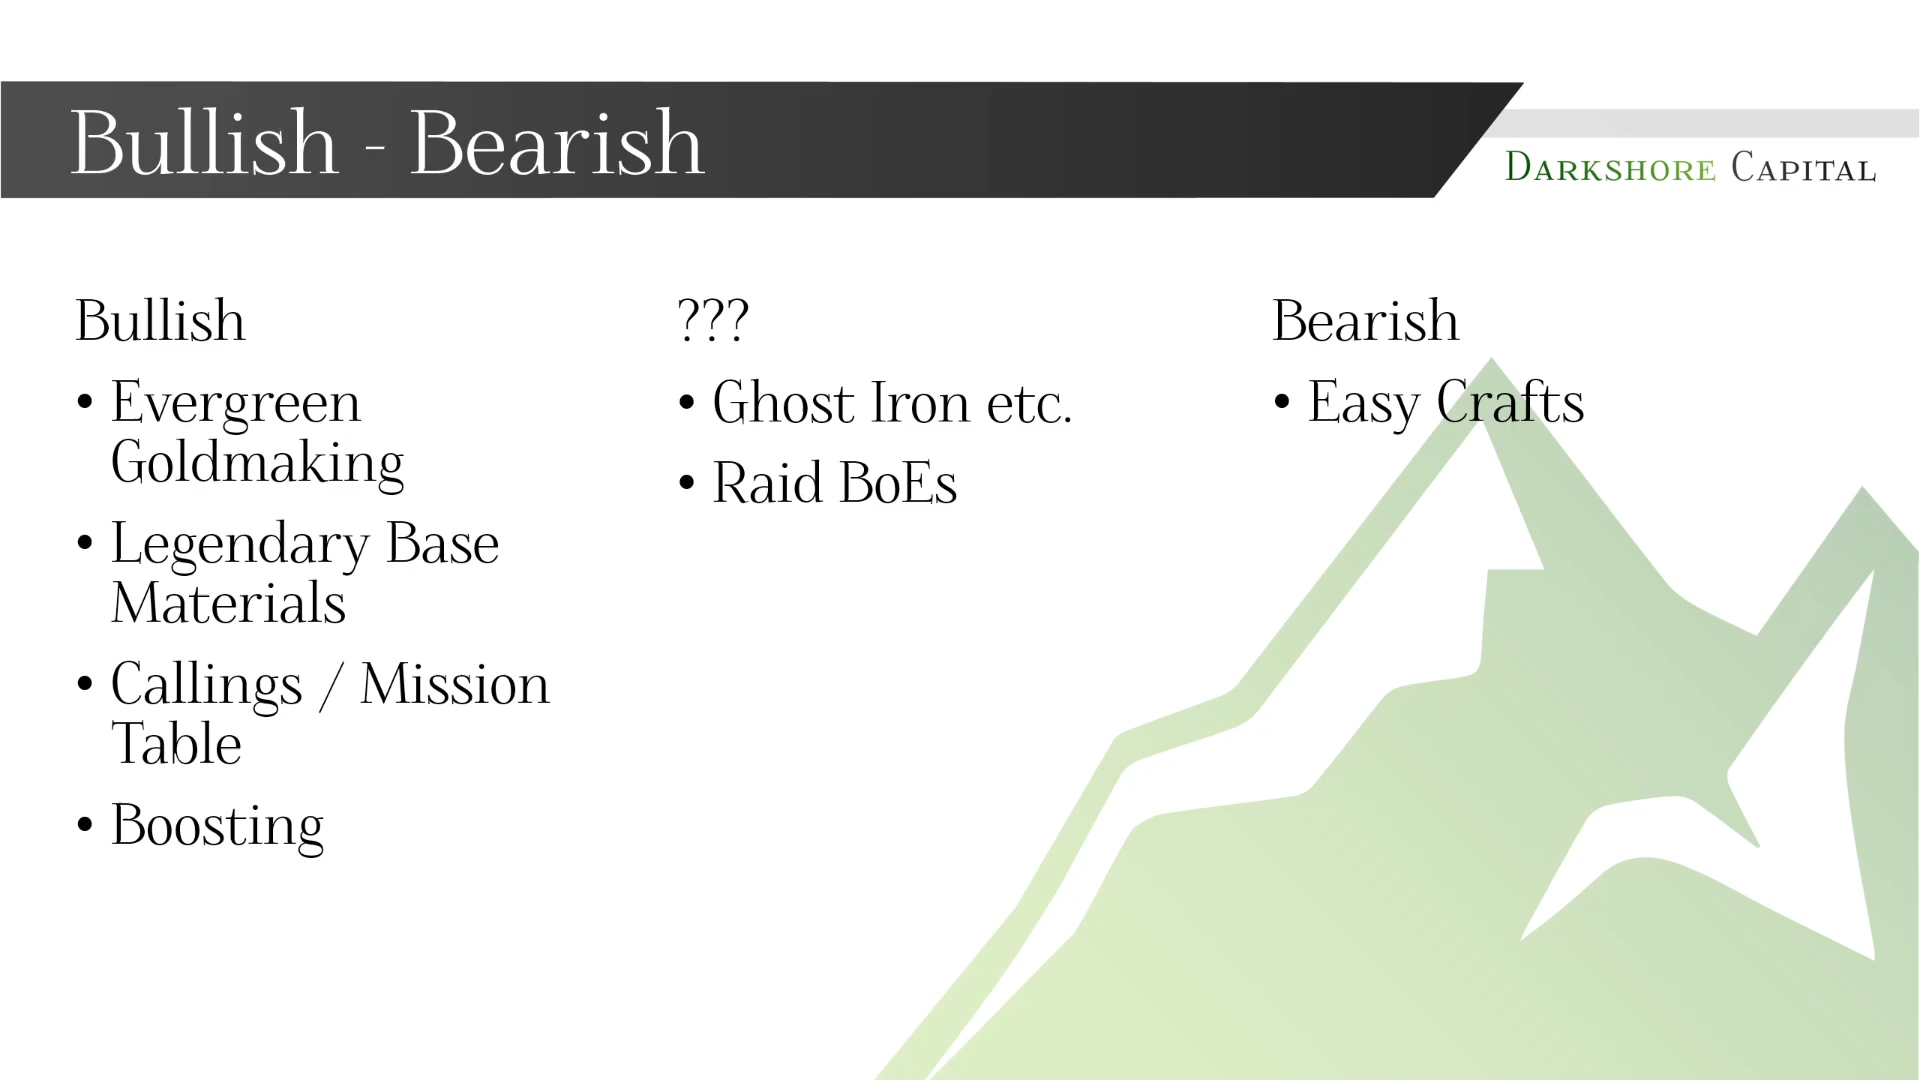 Bullish - Bearish
DARKSHORE CAPITAL
Bullish
• Evergreen
Goldmaking
• Legendary Base
Materials
• Callings / Mission
Table
• Boosting
???
• Ghost Iron etc.
• Raid BoEs
Bearish
• Easy Crafts